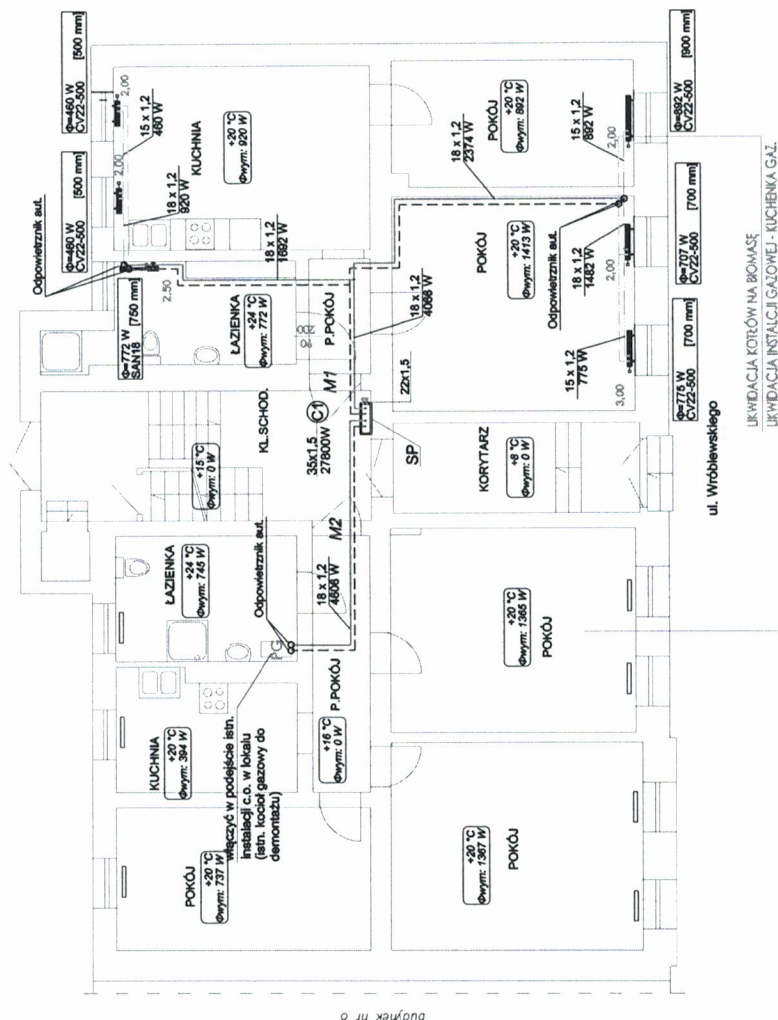 Φ=460 W
CV22-500 [500 mm]
Φ=460 W
CV22-500 [500 mm]
Odpowietrznik aut.
2,00
2,00
15 x 1,2
460 W
18 x 1,2
920 W
KUCHNIA
+20 °C
Φwym: 920 W
Φ=772 W
SAN18 [750 mm]
2,50
18 x 1,2
1692 W
ŁAZIENKA
+24 °C
Φwym: 772 W
P.POKÓJ
M1
90
200
KL.SCHOD.
+15 °C
Φwym: 0 W
C1
35x1,5
27800W
18 x 1,2
4066 W
22x1,5
SP
POKÓJ
+20 °C
Φwym: 892 W
18 x 1,2
2374 W
15 x 1,2
892 W
2,00
Φ=892 W
CV22-500 [900 mm]
POKÓJ
+20 °C
Φwym: 1413 W
Odpowietrznik aut.
18 x 1,2
1482 W
2,00
15 x 1,2
775 W
3,00
Φ=707 W
CV22-500 [700 mm]
Φ=775 W
CV22-500 [700 mm]
KORYTARZ
+8 °C
Φwym: 0 W
ul. Wróblewskiego
ŁAZIENKA
+24 °C
Φwym: 745 W
Odpowietrznik aut.
M2
18 x 1,2
4606 W
PG
KUCHNIA
+20 °C
Φwym: 394 W
P.POKÓJ
+16 °C
Φwym: 0 W
włączyć w podejście istn.
instalacji c.o. w lokalu
(istn. kocioł gazowy do
demontażu)
POKÓJ
+20 °C
Φwym: 737 W
+20 °C
Φwym: 1365 W
POKÓJ
+20 °C
Φwym: 1367 W
POKÓJ
LIKWIDACJA KOTŁÓW NA BIOMASĘ
LIKWIDACJA INSTALCJI GAZOWEJ - KUCHENKA GAZ.
budynek nr 6